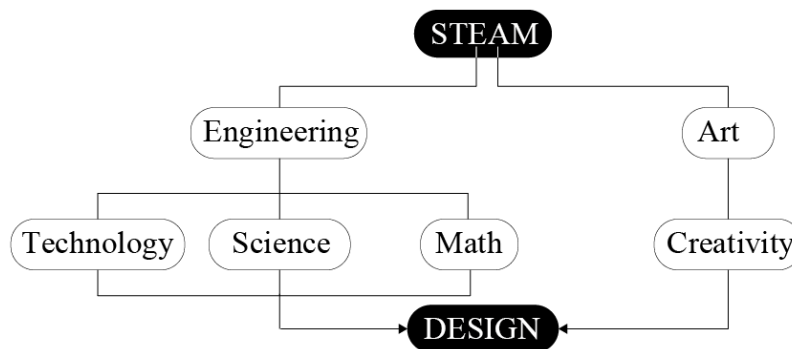 STEAM
Engineering
Art
Technology
Science
Math
Creativity
DESIGN